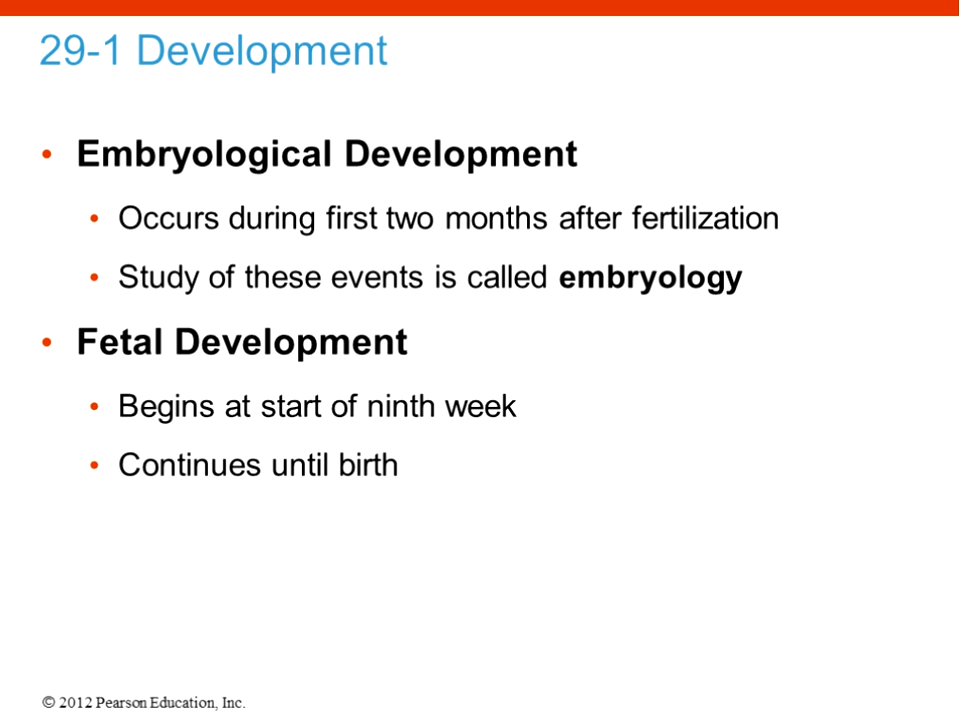 29-1 Development
• Embryological Development
• Occurs during first two months after fertilization
• Study of these events is called embryology
• Fetal Development
• Begins at start of ninth week
• Continues until birth
© 2012 Pearson Education, Inc.